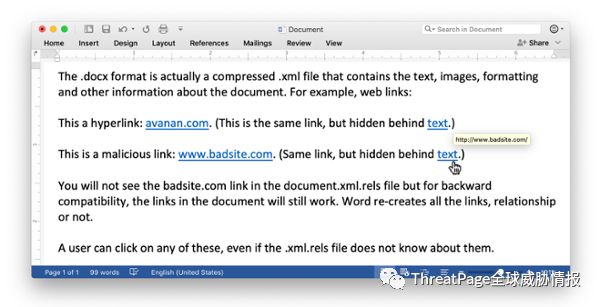 Document
Search in Document
Home Insert Design Layout References Mailings Review View Share
The .docx format is actually a compressed .xml file that contains the text, images, formatting
and other information about the document. For example, web links:
This a hyperlink: avanan.com. (This is the same link, but hidden behind text.)
http://www.badsite.com/
This is a malicious link: www.badsite.com. (Same link, but hidden behind text.)
You will not see the badsite.com link in the document.xml.rels file but for backward
compatibility, the links in the document will still work. Word re-creates all the links, relationship
or not.
A user can click on any of these, even if the .xml.rels file does not know about them.
Page 1 of 1 99 words English (United States)
ThreatPage全球威胁情报